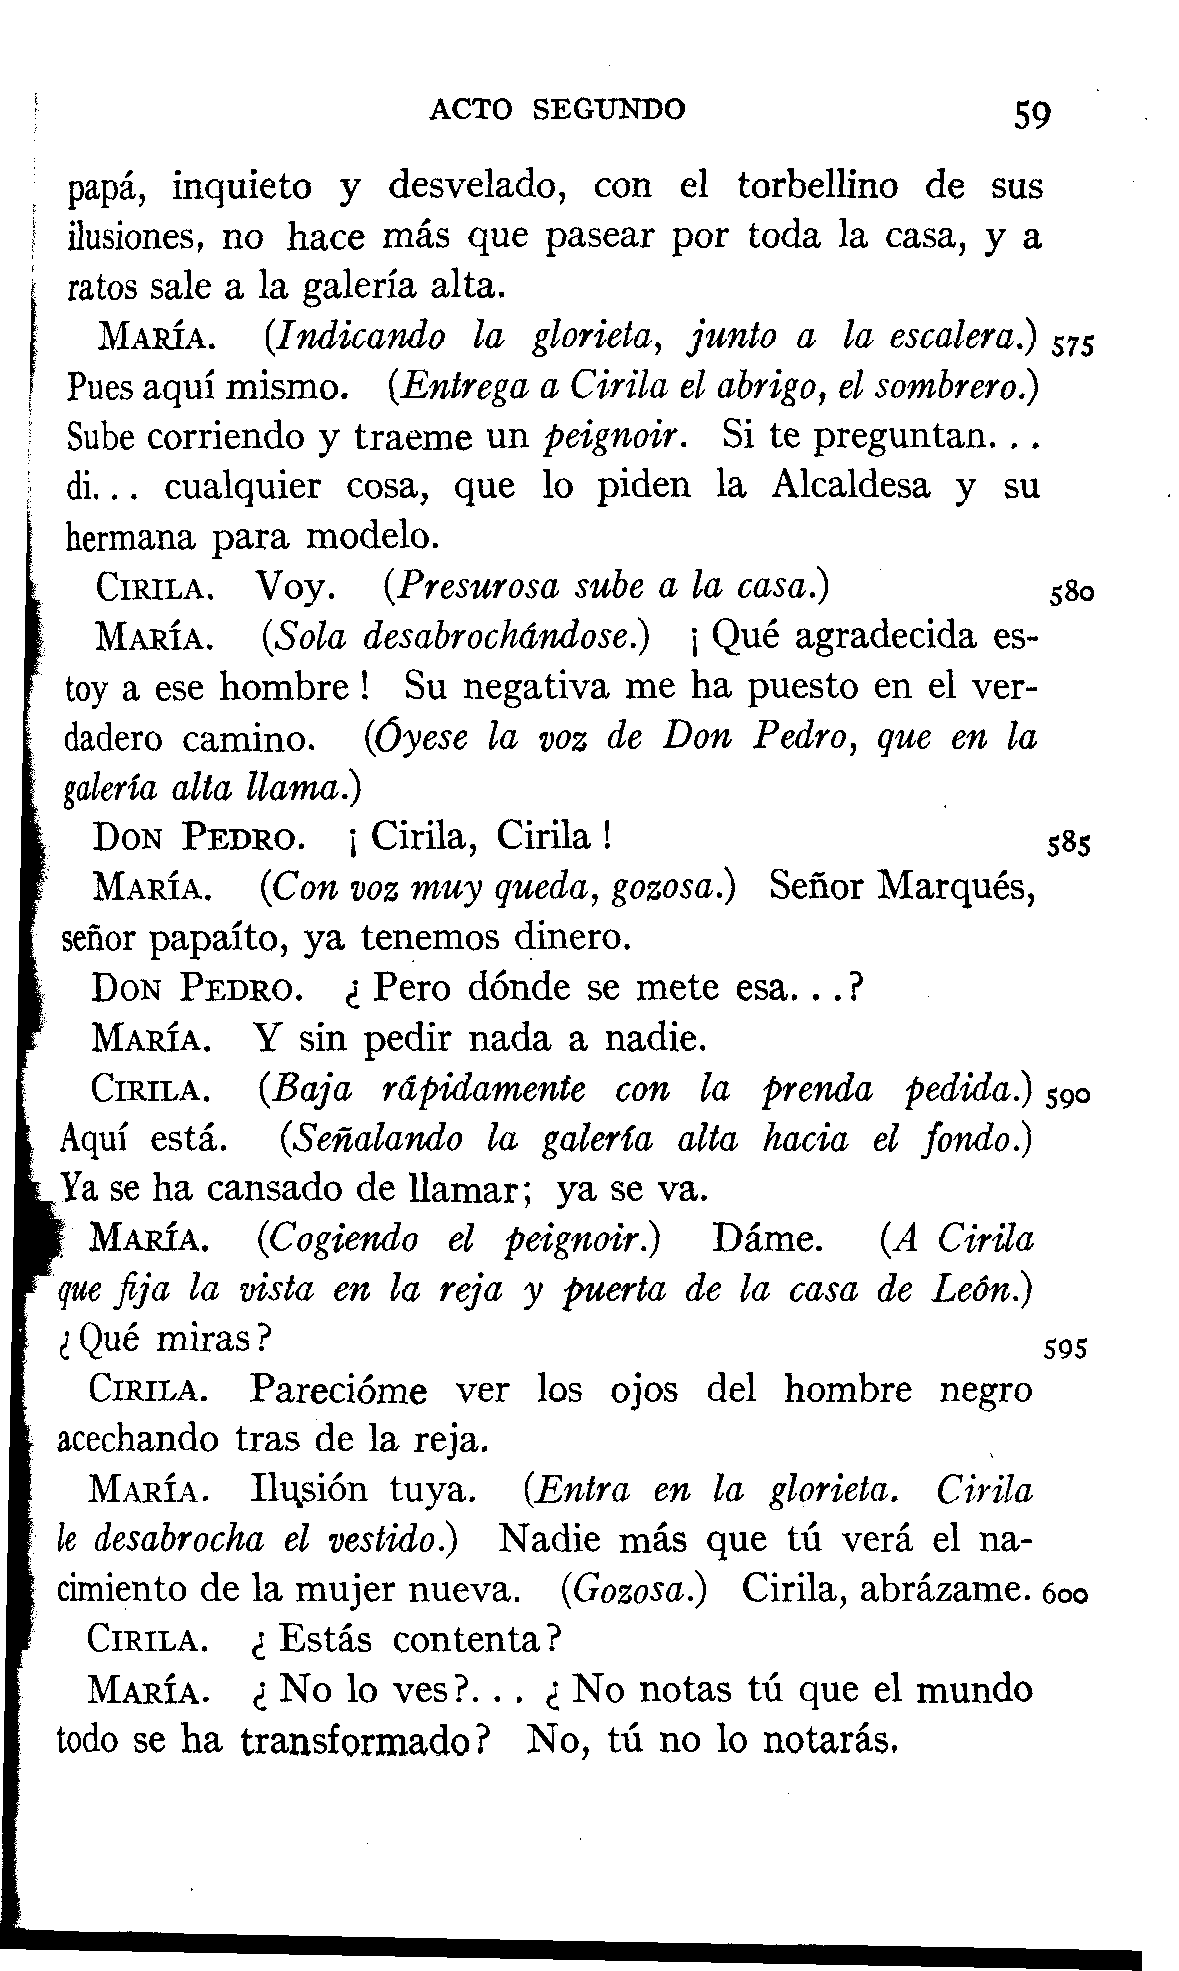 ACTO SEGUNDO 59
papá, inquieto y desvelado, con el torbellino de sus
ilusiones, no hace más que pasear por toda la casa, y a
ratos sale a la galería alta.
MARÍA. (Indicando la glorieta, junto a la escalera.) 575
Pues aquí mismo. (Entrega a Cirila el abrigo, el sombrero.)
Sube corriendo y traeme un peignoir. Si te preguntan. . .
di. . . cualquier cosa, que lo piden la Alcaldesa y su
hermana para modelo.
CIRILA. Voy. (Presurosa sube a la casa.) 580
MARÍA. (Sola desabrochándose.) ¡ Qué agradecida es-
toy a ese hombre ! Su negativa me ha puesto en el ver-
dadero camino. (Óyese la voz de Don Pedro, que en la
galería alta llama.)
DON PEDRO. ¡ Cirila, Cirila ! 585
MARÍA. (Con voz muy queda, gozosa.) Señor Marqués,
señor papaíto, ya tenemos dinero.
DON PEDRO. ¿ Pero dónde se mete esa. . .?
MARÍA. Y sin pedir nada a nadie.
CIRILA. (Baja rápidamente con la prenda pedida.) 590
Aquí está. (Señalando la galería alta hacia el fondo.)
Ya se ha cansado de llamar; ya se va.
MARÍA. (Cogiendo el peignoir.) Dáme. (A Cirila
que fija la vista en la reja y puerta de la casa de León.)
¿ Qué miras? 595
CIRILA. Parecióme ver los ojos del hombre negro
acechando tras de la reja.
MARÍA. Ilusión tuya. (Entra en la glorieta. Cirila
le desabrocha el vestido.) Nadie más que tú verá el na-
cimiento de la mujer nueva. (Gozosa.) Cirila, abrázame. 600
CIRILA. ¿ Estás contenta?
MARÍA. ¿ No lo ves?. . . ¿ No notas tú que el mundo
todo se ha transformado? No, tú no lo notarás.